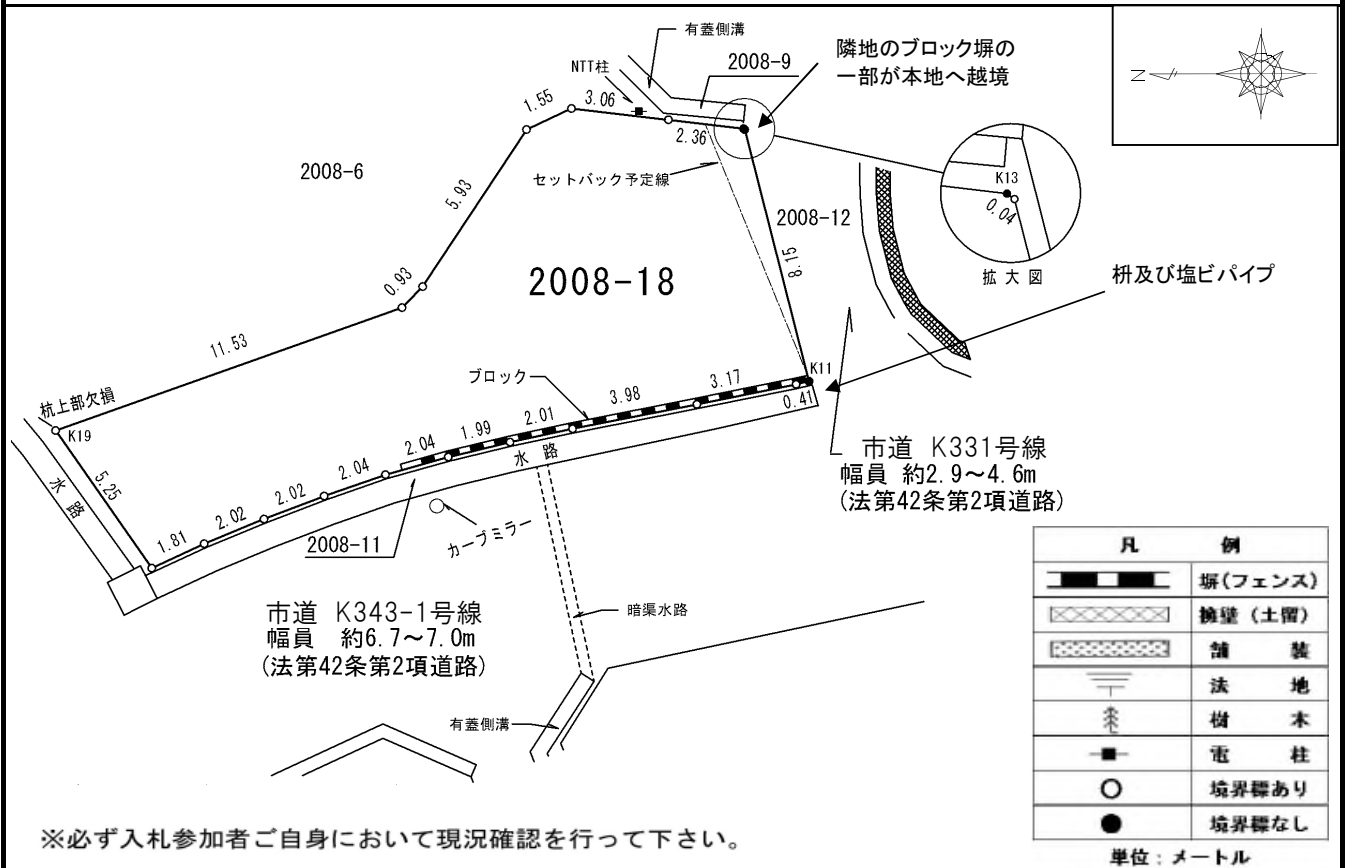 有蓋側溝
NTT柱
2008-9
隣地のブロック塀の
一部が本地へ越境
N
1.55
3.06
2.36
2008-6
セットバック予定線
5.93
2008-12
K13
0.04
拡大図
2008-18
8.15
桝及び塩ビパイプ
0.93
11.53
ブロック
K11
杭上部欠損
K19
3.98
3.17
0.41
2.01
1.99
2.04
水路
市道 K331号線
幅員 約2.9～4.6m
(法第42条第2項道路)
水路
5.25
2.04
2.02
2.02
1.81
2008-11
カーブミラー
市道 K343-1号線
幅員 約6.7～7.0m
(法第42条第2項道路)
暗渠水路
有蓋側溝
凡 例
塀(フェンス)
擁壁(土留)
舗 装
法 地
樹 木
電 柱
境界標あり
境界標なし
単位：メートル
※必ず入札参加者ご自身において現況確認を行って下さい。